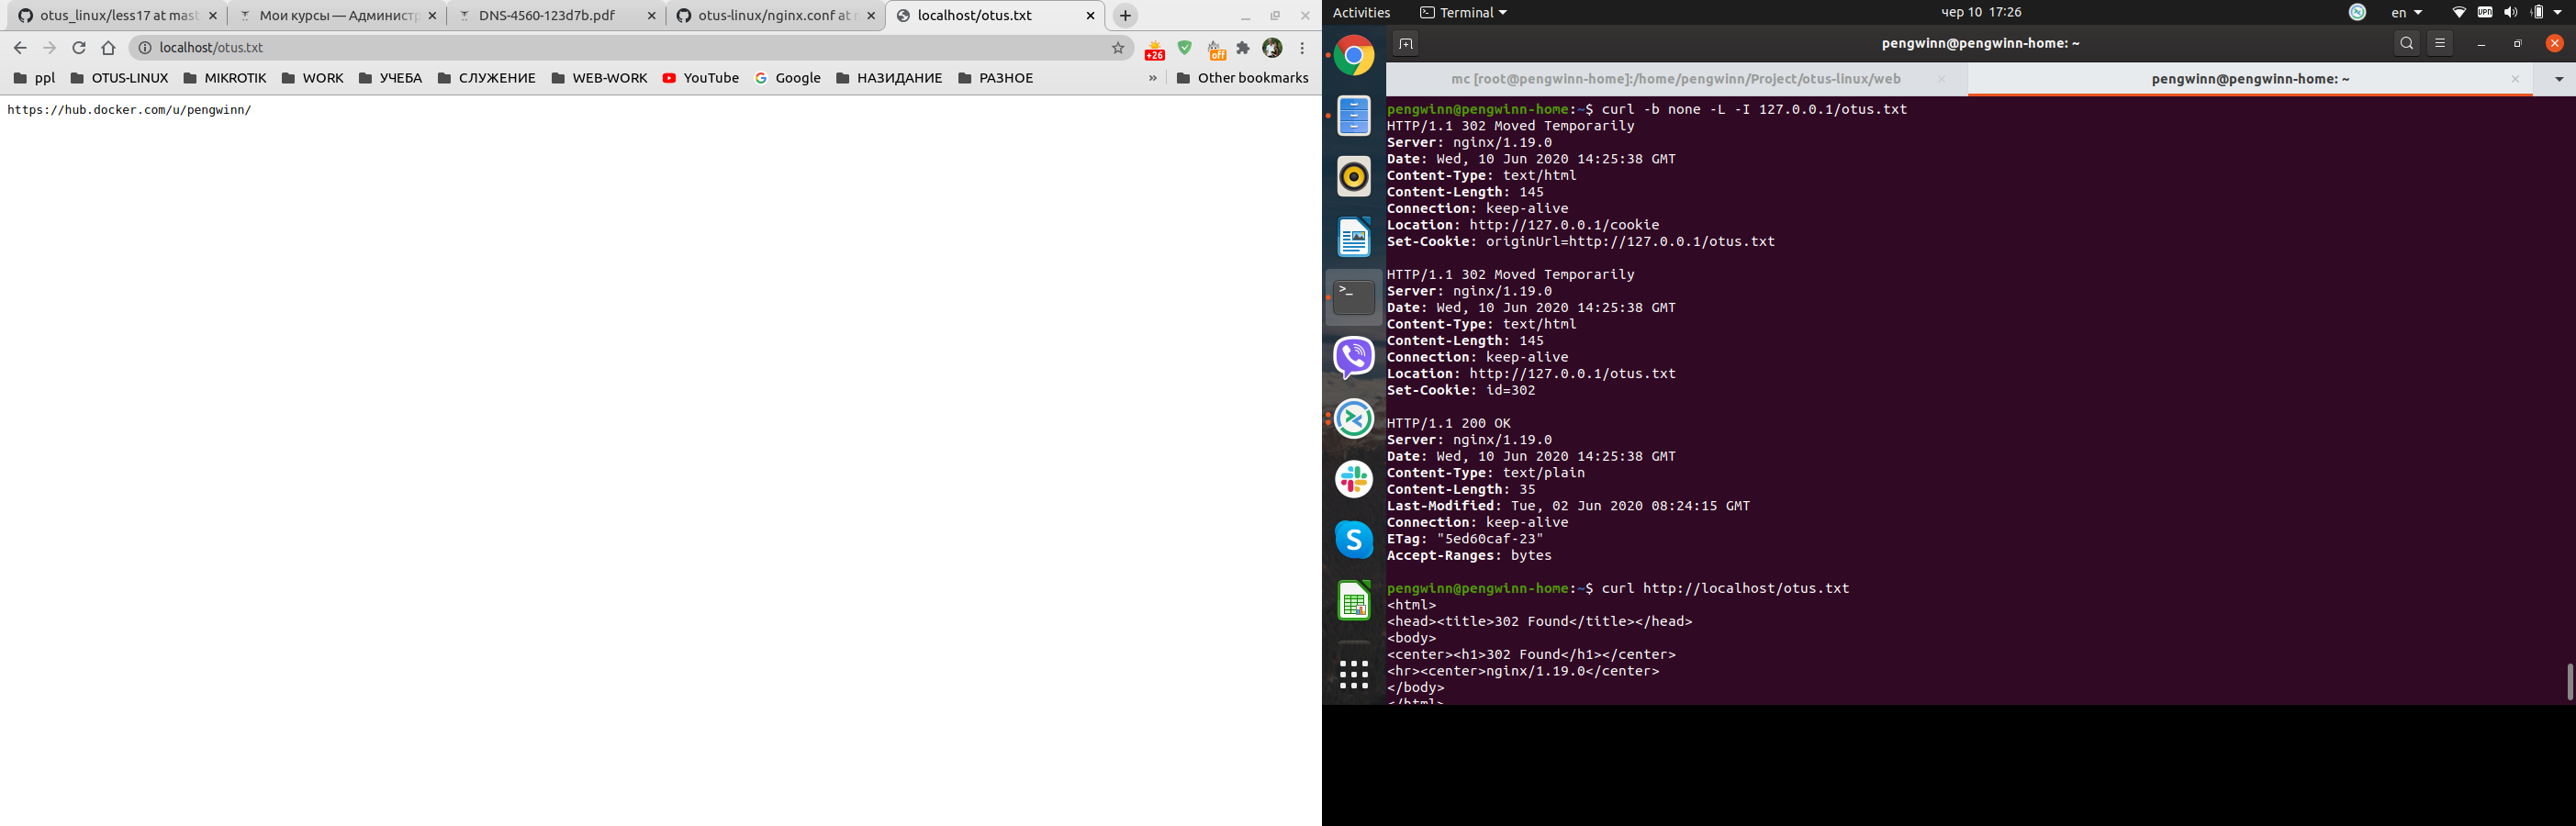 otus_linux/less17 at mast
Мои курсы — Админист
DNS-4560-123d7b.pdf
otus-linux/nginx.conf at
localhost/otus.txt
localhost/otus.txt
+26
off
ppl
OTUS-LINUX
MIKROTIK
WORK
УЧЕБА
СЛУЖЕНИЕ
WEB-WORK
YouTube
Google
НАЗИДАНИЕ
РАЗНОЕ
»
Other bookmarks
https://hub.docker.com/u/pengwinn/
Activities
Terminal
чер 10 17:26
en
VPN
pengwinn@pengwinn-home: ~
mc [root@pengwinn-home]:/home/pengwinn/Project/otus-linux/web
pengwinn@pengwinn-home: ~
pengwinn@pengwinn-home:~$ curl -b none -L -I 127.0.0.1/otus.txt
HTTP/1.1 302 Moved Temporarily
Server: nginx/1.19.0
Date: Wed, 10 Jun 2020 14:25:38 GMT
Content-Type: text/html
Content-Length: 145
Connection: keep-alive
Location: http://127.0.0.1/cookie
Set-Cookie: originUrl=http://127.0.0.1/otus.txt
HTTP/1.1 302 Moved Temporarily
Server: nginx/1.19.0
Date: Wed, 10 Jun 2020 14:25:38 GMT
Content-Type: text/html
Content-Length: 145
Connection: keep-alive
Location: http://127.0.0.1/otus.txt
Set-Cookie: id=302
HTTP/1.1 200 OK
Server: nginx/1.19.0
Date: Wed, 10 Jun 2020 14:25:38 GMT
Content-Type: text/plain
Content-Length: 35
Last-Modified: Tue, 02 Jun 2020 08:24:15 GMT
Connection: keep-alive
ETag: "5ed60caf-23"
Accept-Ranges: bytes
pengwinn@pengwinn-home:~$ curl http://localhost/otus.txt
<html>
<head><title>302 Found</title></head>
<body>
<center><h1>302 Found</h1></center>
<hr><center>nginx/1.19.0</center>
</body>
</html>